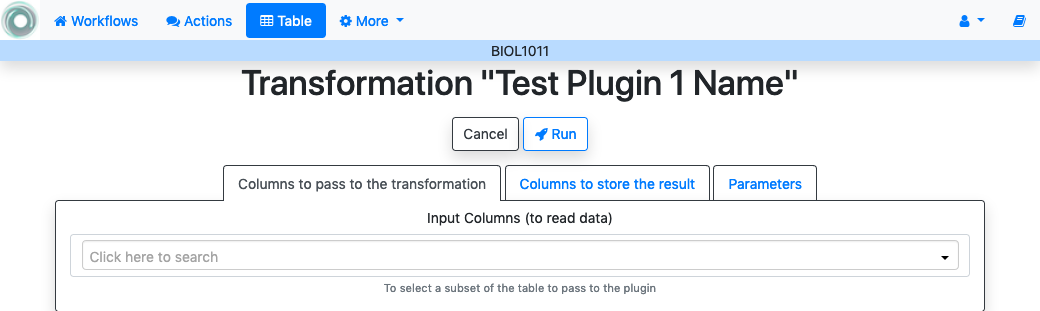 Workflows Actions Table More
BIOL1011
Transformation "Test Plugin 1 Name"
Cancel Run
Columns to pass to the transformation Columns to store the result Parameters
Input Columns (to read data)
Click here to search
To select a subset of the table to pass to the plugin